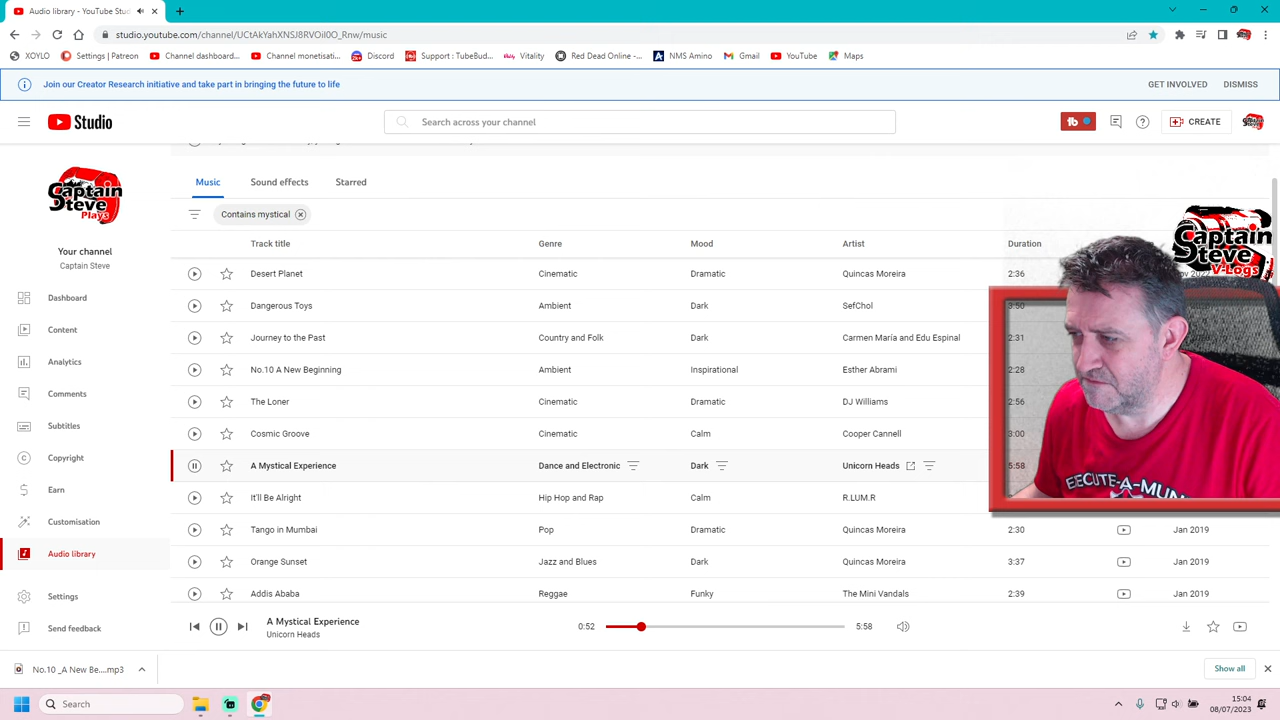 Audio library - YouTube Stu
studio.youtube.com/channel/UCtAkYahXNSJ8RVOil0O_Rnw/music
XOYLO Settings | Patreon Channel dashboard... Channel monetisati... Discord Support : TubeBud... Vitality Red Dead Online -... NMS Amino Gmail YouTube Maps
Join our Creator Research initiative and take part in bringing the future to life GET INVOLVED DISMISS
Studio Search across your channel CREATE
Music Sound effects Starred
Contains mystical
Track title Genre Mood Artist Duration
Desert Planet Cinematic Dramatic Quincas Moreira 2:36
Dangerous Toys Ambient Dark SefChol 3:50
Journey to the Past Country and Folk Dark Carmen María and Edu Espinal 2:31
No.10 A New Beginning Ambient Inspirational Esther Abrami 2:28
The Loner Cinematic Dramatic DJ Williams 2:56
Cosmic Groove Cinematic Calm Cooper Cannell 3:00
A Mystical Experience Dance and Electronic Dark Unicorn Heads 5:58
It'll Be Alright Hip Hop and Rap Calm R.LUM.R
Tango in Mumbai Pop Dramatic Quincas Moreira 2:30 Jan 2019
Orange Sunset Jazz and Blues Dark Quincas Moreira 3:37 Jan 2019
Addis Ababa Reggae Funky The Mini Vandals 2:39 Jan 2019
Captain
Steve
Plays
Your channel
Captain Steve
Dashboard
Content
Analytics
Comments
Subtitles
Copyright
Earn
Customisation
Audio library
Settings
Send feedback
Captain
Steve
V-Logs
EECUTE-A-MUN
A Mystical Experience
Unicorn Heads
0:52 5:58
No.10 _A New Be....mp3 Show all
Search
15:04
08/07/2023